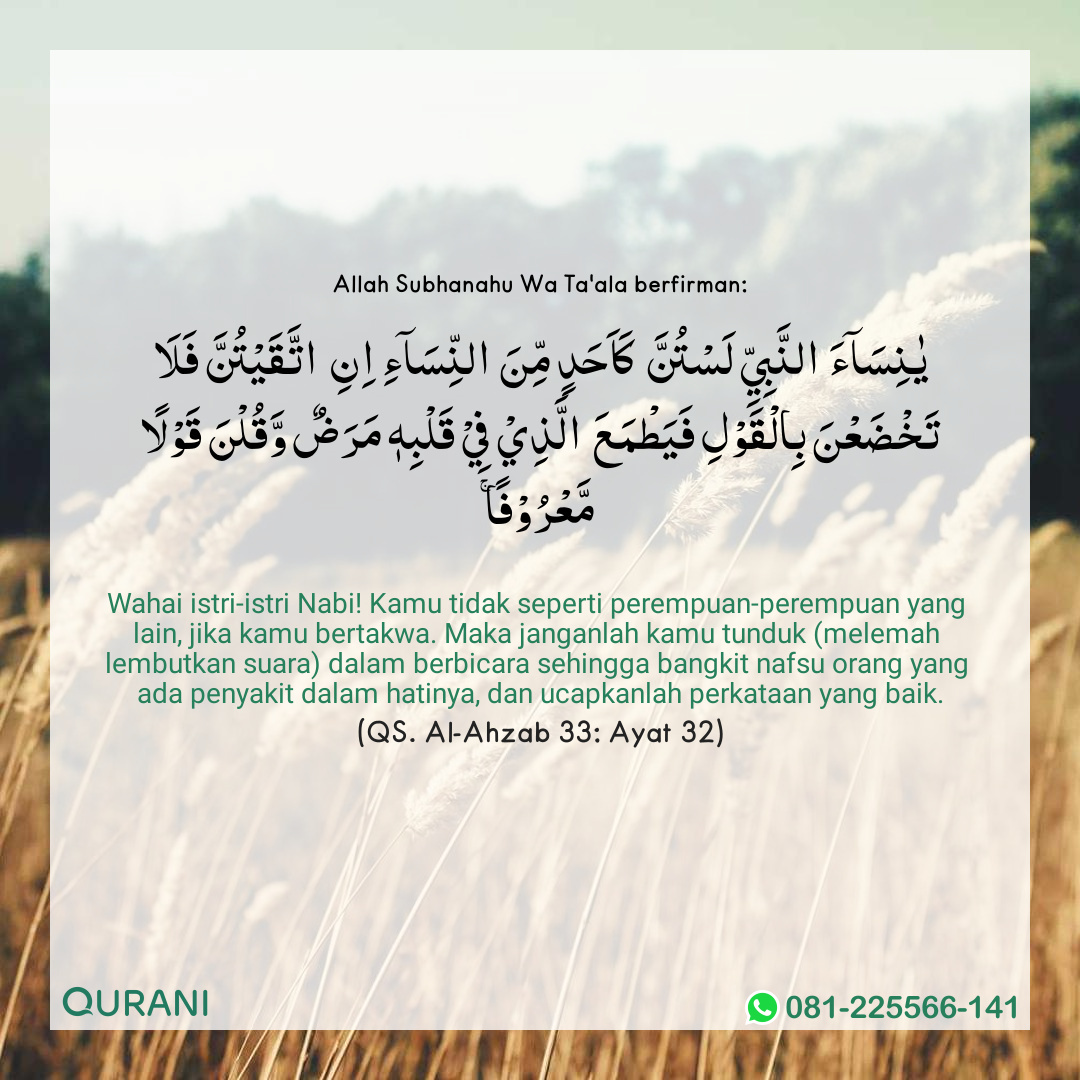 Allah Subhanahu Wa Ta'ala berfirman:
يٰنِسَآءَ النَّبِيِّ لَسْتُنَّ كَاَحَدٍ مِّنَ النِّسَآءِ اِنِ اتَّقَيْتُنَّ فَلَا
تَخْضَعْنَ بِالْقَوْلِ فَيَطْمَعَ الَّذِيْ فِيْ قَلْبِهٖ مَرَضٌ وَّقُلْنَ قَوْلًا
مَّعْرُوْفًاۚ
Wahai istri-istri Nabi! Kamu tidak seperti perempuan-perempuan yang
lain, jika kamu bertakwa. Maka janganlah kamu tunduk (melemah
lembutkan suara) dalam berbicara sehingga bangkit nafsu orang yang
ada penyakit dalam hatinya, dan ucapkanlah perkataan yang baik.
(QS. Al-Ahzab 33: Ayat 32)
QURANI
081-225566-141